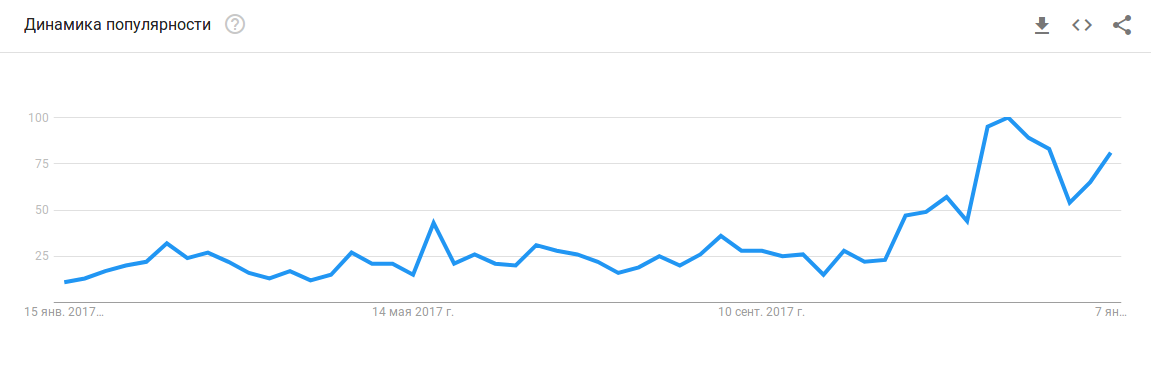 Динамика популярности
100
75
50
25
15 янв. 2017…
14 мая 2017 г.
10 сент. 2017 г.
7 ян…